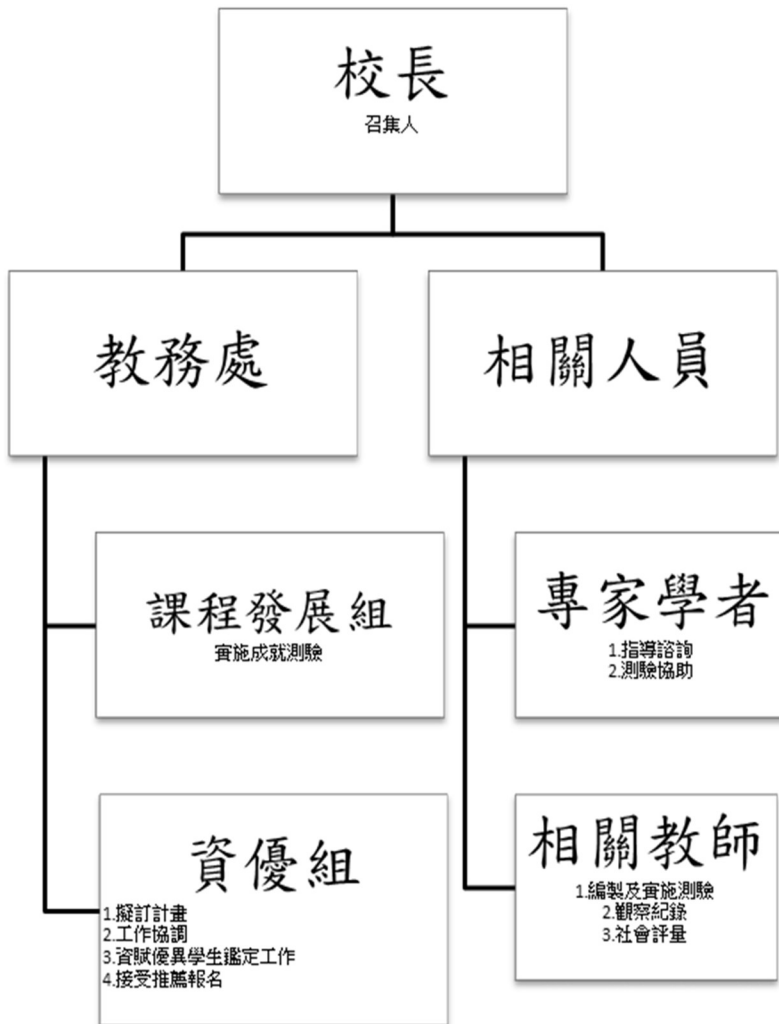 校長
召集人
教務處
相關人員
課程發展組
實施成就測驗
專家學者
1.指導諮詢
2.測驗協助
資優組
1.擬訂計畫
2.工作協調
3.資賦優異學生鑑定工作
4.接受推薦報名
相關教師
1.編製及實施測驗
2.觀察紀錄
3.社會評量